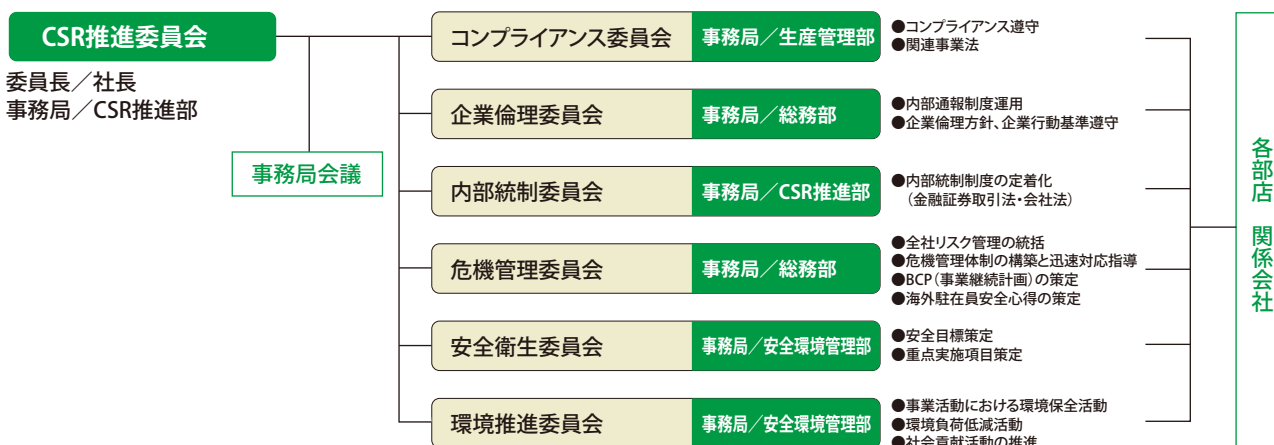 CSR推進委員会
委員長／社長
事務局／CSR推進部
事務局会議
コンプライアンス委員会
事務局／生産管理部
●コンプライアンス遵守
●関連事業法
企業倫理委員会
事務局／総務部
●内部通報制度運用
●企業倫理方針、企業行動基準遵守
内部統制委員会
事務局／CSR推進部
●内部統制制度の定着化
（金融証券取引法・会社法）
危機管理委員会
事務局／総務部
●全社リスク管理の統括
●危機管理体制の構築と迅速対応指導
●BCP（事業継続計画）の策定
●海外駐在員安全心得の策定
安全衛生委員会
事務局／安全環境管理部
●安全目標策定
●重点実施項目策定
環境推進委員会
事務局／安全環境管理部
●事業活動における環境保全活動
●環境負荷低減活動
●社会貢献活動の推進
各部店 関係会社